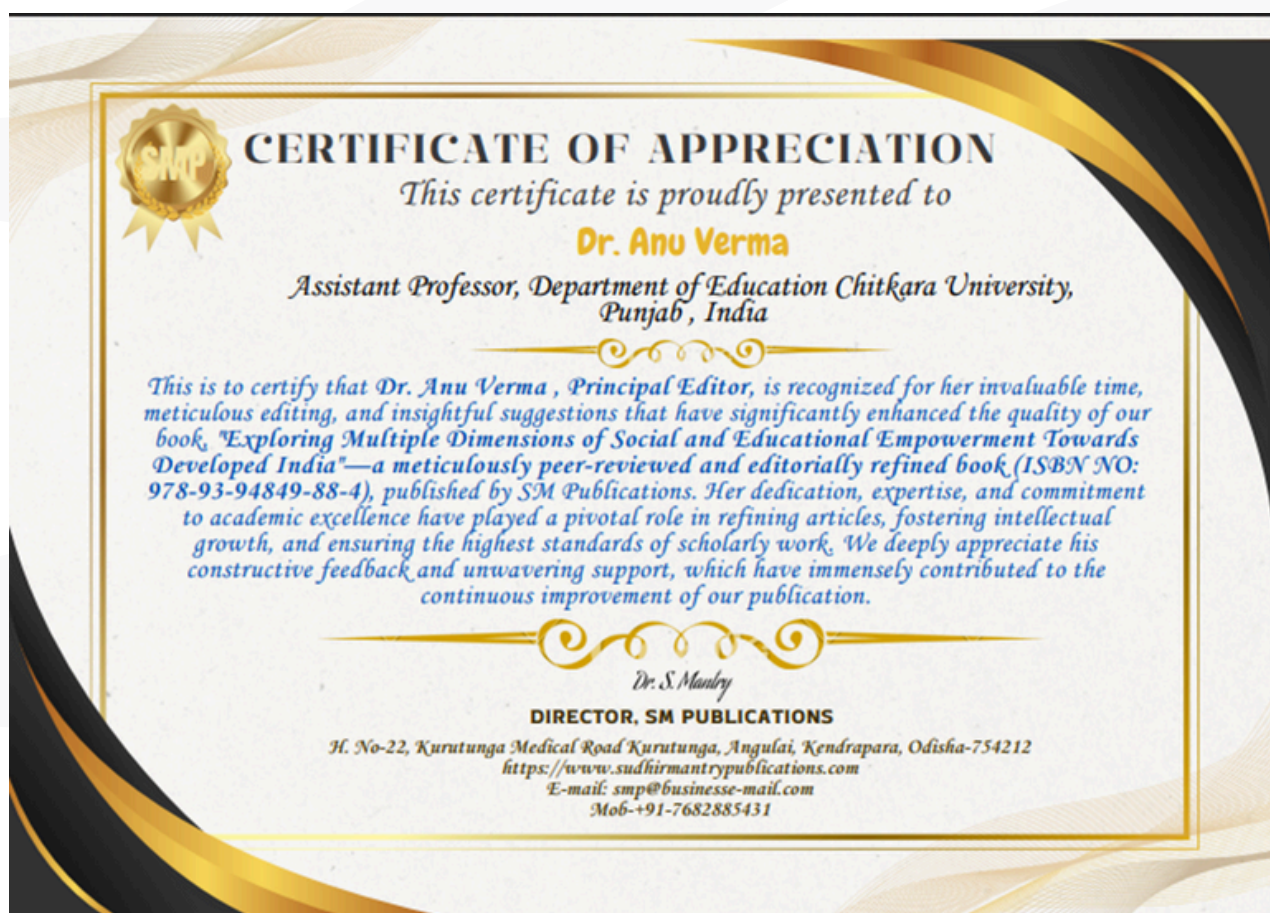 SMP
CERTIFICATE OF APPRECIATION
This certificate is proudly presented to
Dr. Anu Verma
Assistant Professor, Department of Education Chitkara University,
Punjab , India
This is to certify that Dr. Anu Verma , Principal Editor, is recognized for her invaluable time,
meticulous editing, and insightful suggestions that have significantly enhanced the quality of our
book, "Exploring Multiple Dimensions of Social and Educational Empowerment Towards
Developed India"—a meticulously peer-reviewed and editorially refined book (ISBN NO:
978-93-94849-88-4), published by SM Publications. Her dedication, expertise, and commitment
to academic excellence have played a pivotal role in refining articles, fostering intellectual
growth, and ensuring the highest standards of scholarly work. We deeply appreciate his
constructive feedback and unwavering support, which have immensely contributed to the
continuous improvement of our publication.
Dr. S. Mantry
DIRECTOR, SM PUBLICATIONS
H. No-22, Kurutunga Medical Road Kurutunga, Angulai, Kendrapara, Odisha-754212
https://www.sudhirmantrypublications.com
E-mail: smp@businesse-mail.com
Mob-+91-7682885431